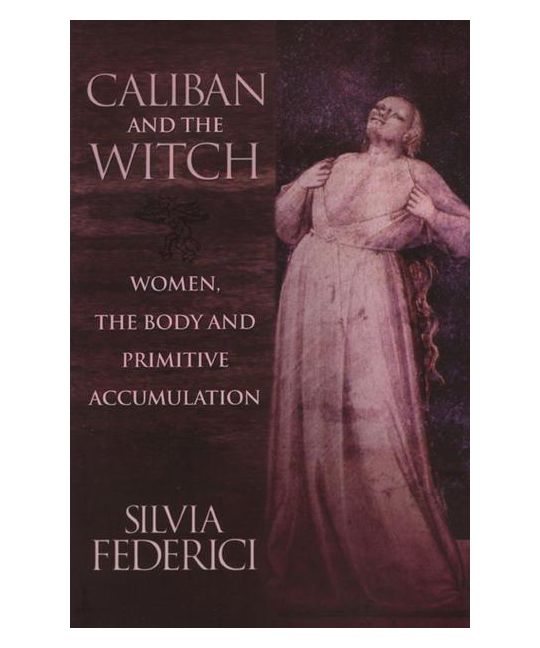 CALIBAN
AND THE
WITCH
WOMEN,
THE BODY AND
PRIMITIVE
ACCUMULATION
SILVIA
FEDERICI